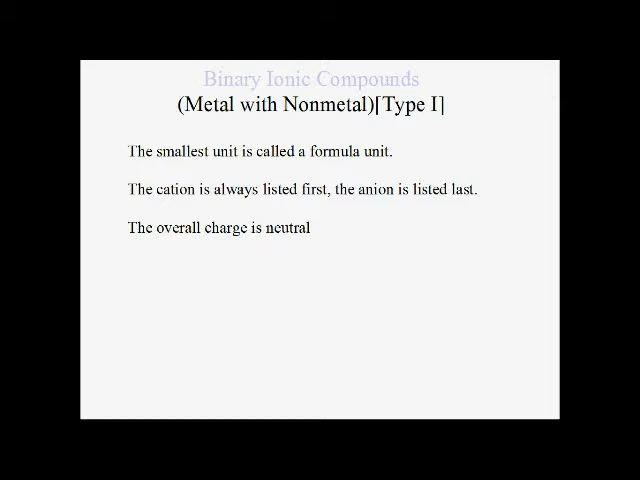 Binary Ionic Compounds
(Metal with Nonmetal)[Type I]
The smallest unit is called a formula unit.
The cation is always listed first, the anion is listed last.
The overall charge is neutral